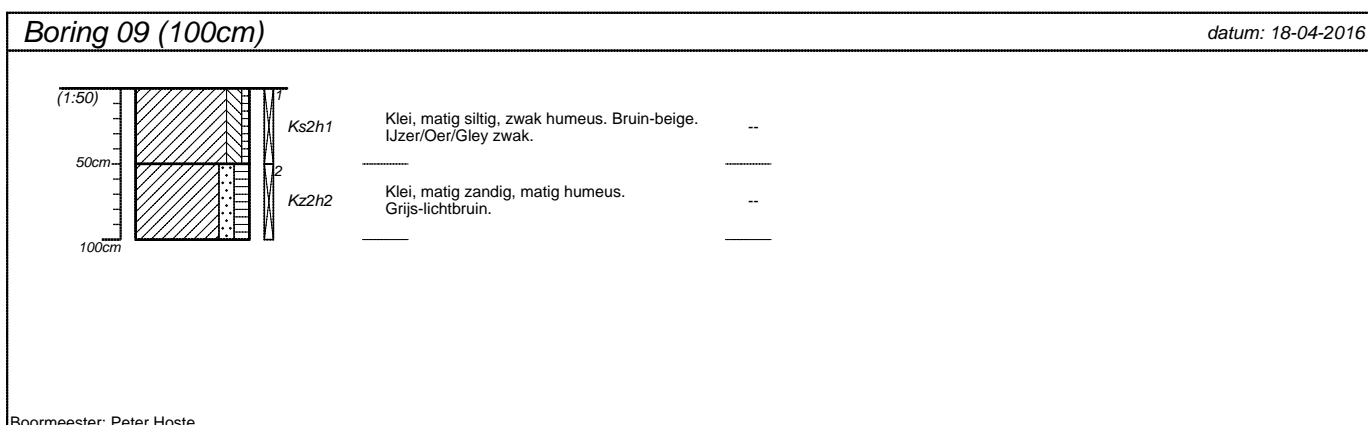 Boring 09 (100cm)
datum: 18-04-2016
(1:50)
1
Ks2h1
Klei, matig siltig, zwak humeus. Bruin-beige.
IJzer/Oer/Gley zwak.
--
50cm
2
Kz2h2
Klei, matig zandig, matig humeus.
Grijs-lichtbruin.
--
100cm
Boormeester: Peter Hoste